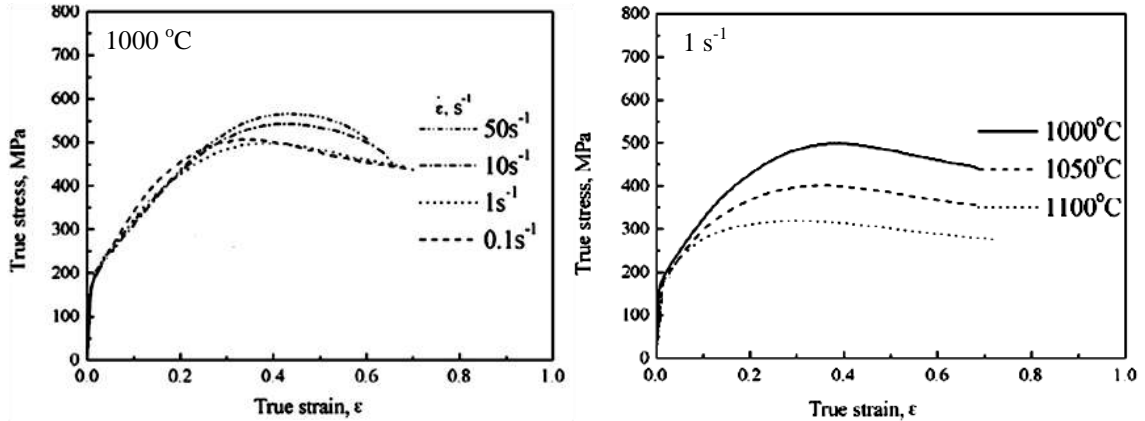 800
700
600
500
400
300
200
100
0
0.0 0.2 0.4 0.6 0.8 1.0
True stress, MPa
True strain, ε
1000 °C
ε̇, s⁻¹
50s⁻¹
10s⁻¹
1s⁻¹
0.1s⁻¹
800
700
600
500
400
300
200
100
0
0.0 0.2 0.4 0.6 0.8 1.0
True stress, MPa
True strain, ε
1 s⁻¹
1000°C
1050°C
1100°C